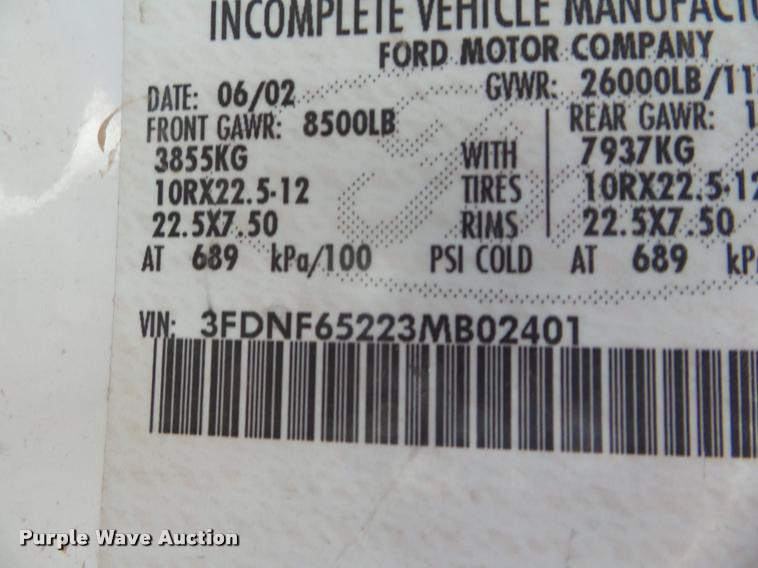 INCOMPLETE VEHICLE
FORD MOTOR COMPANY
DATE: 06/02 GVWR: 26000LB/11
FRONT GAWR: 8500LB REAR GAWR: 1
3855KG WITH 7937KG
10RX22.5-12 TIRES 10RX22.5-12
22.5X7.50 RIMS 22.5X7.50
AT 689 kPa/100 PSI COLD AT 689 kP
VIN: 3FDNF65223MB02401
Purple Wave Auction